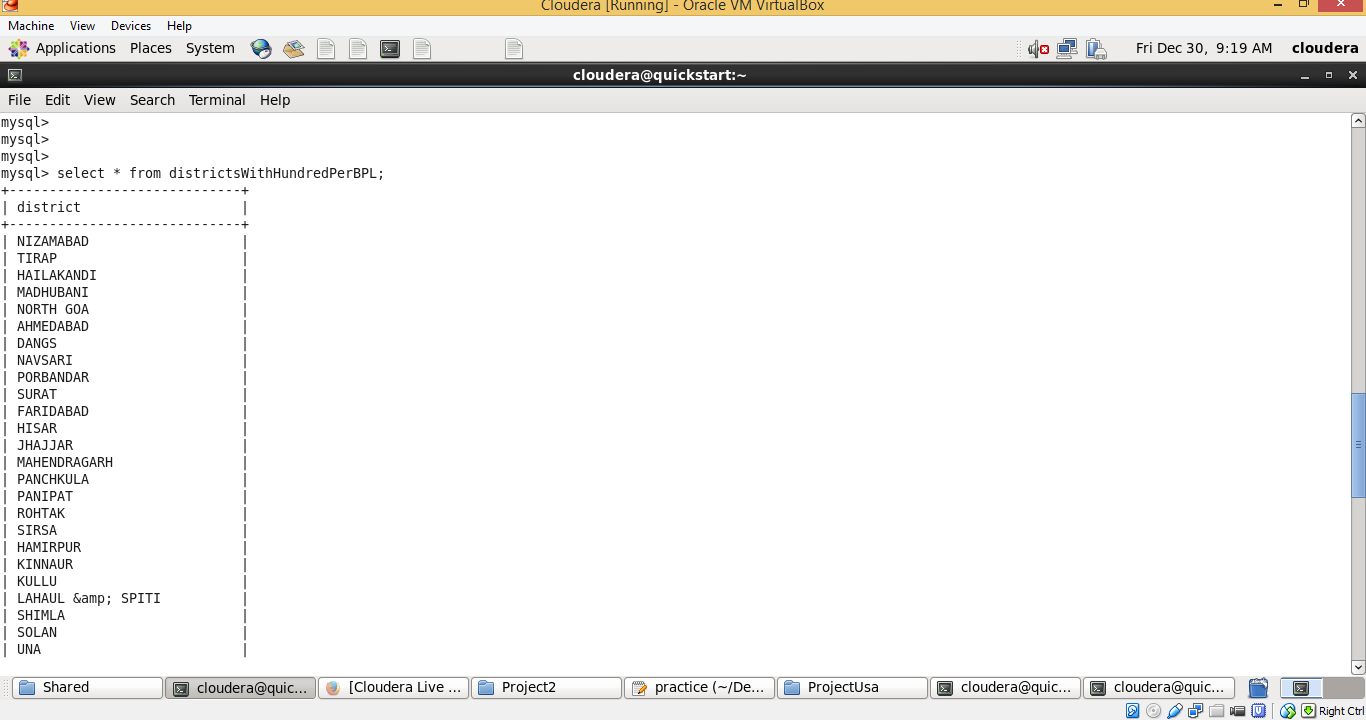 Cloudera [Running] - Oracle VM VirtualBox
Machine View Devices Help
Applications Places System Fri Dec 30, 9:19 AM cloudera
cloudera@quickstart:~
File Edit View Search Terminal Help
mysql>
mysql>
mysql>
mysql> select * from districtsWithHundredPerBPL;
+-----------------------------+
| district |
+-----------------------------+
| NIZAMABAD |
| TIRAP |
| HAILAKANDI |
| MADHUBANI |
| NORTH GOA |
| AHMEDABAD |
| DANGS |
| NAVSARI |
| PORBANDAR |
| SURAT |
| FARIDABAD |
| HISAR |
| JHAJJAR |
| MAHENDRAGARH |
| PANCHKULA |
| PANIPAT |
| ROHTAK |
| SIRSA |
| HAMIRPUR |
| KINNAUR |
| KULLU |
| LAHAUL &amp; SPITI |
| SHIMLA |
| SOLAN |
| UNA |
Shared cloudera@quic... [Cloudera Live ... Project2 practice (~/De... ProjectUsa cloudera@quic... cloudera@quic...
Right Ctrl